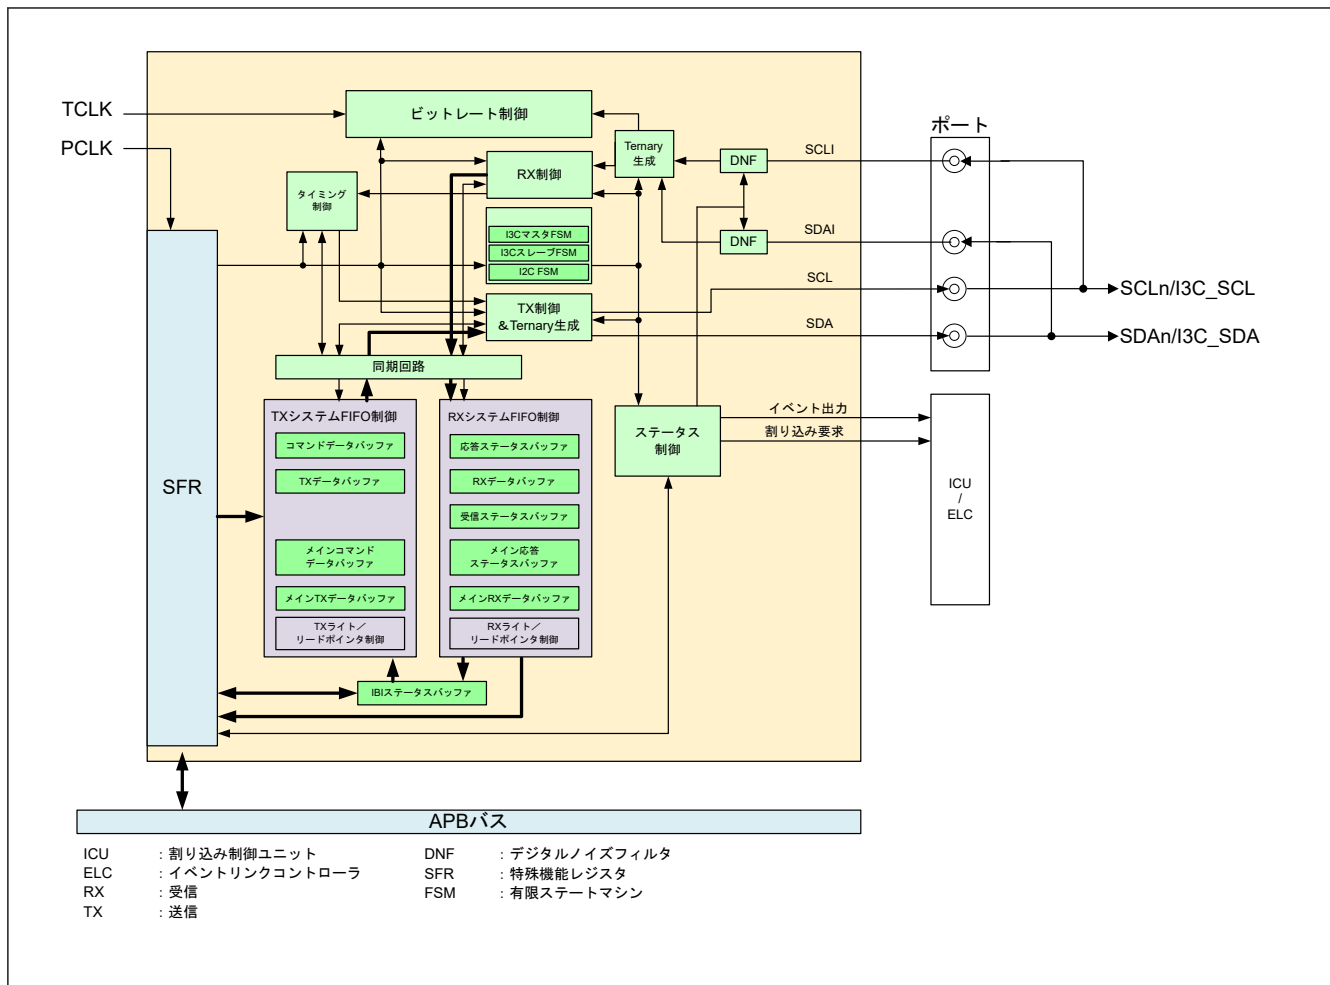 TCLK
PCLK
ビットレート制御
Ternary
生成
DNF
SCLI
ポート
RX制御
タイミング
制御
I3CマスタFSM
I3CスレーブFSM
I2C FSM
DNF
SDAI
SCL
TX制御
&Ternary生成
SDA
SCLn/I3C_SCL
SDAn/I3C_SDA
同期回路
TXシステムFIFO制御
コマンドデータバッファ
TXデータバッファ
メインコマンド
データバッファ
メインTXデータバッファ
TXライト／
リードポインタ制御
RXシステムFIFO制御
応答ステータスバッファ
RXデータバッファ
受信ステータスバッファ
メイン応答
ステータスバッファ
メインRXデータバッファ
RXライト／
リードポインタ制御
ステータス
制御
イベント出力
割り込み要求
ICU
/
ELC
SFR
IBIステータスバッファ
APBバス
ICU : 割り込み制御ユニット
ELC : イベントリンクコントローラ
RX : 受信
TX : 送信
DNF : デジタルノイズフィルタ
SFR : 特殊機能レジスタ
FSM : 有限ステートマシン